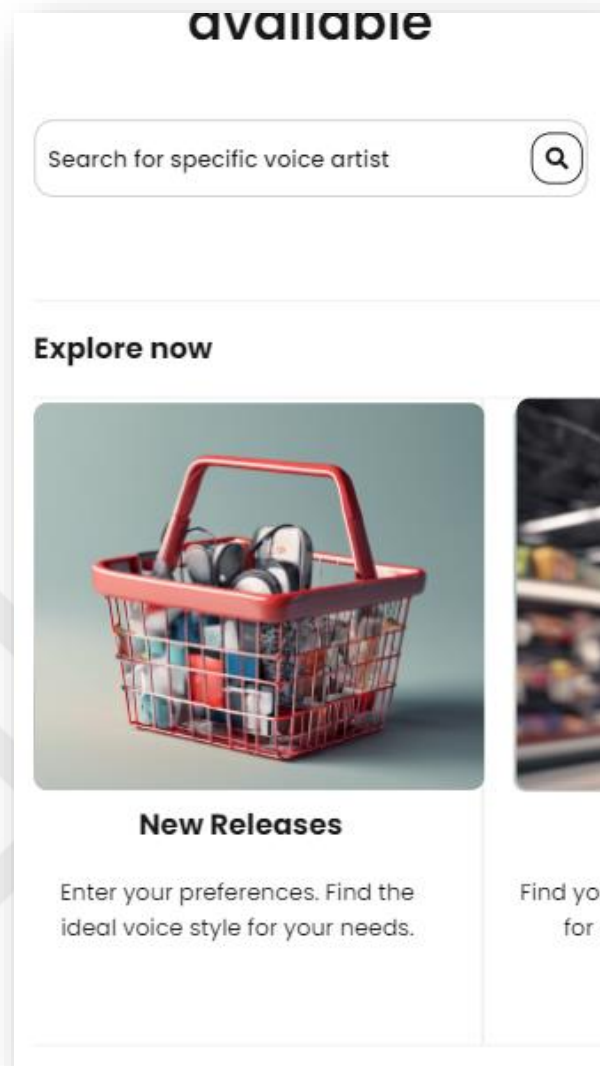 available
Search for specific voice artist
Explore now
New Releases
Enter your preferences. Find the
ideal voice style for your needs.
Find
for